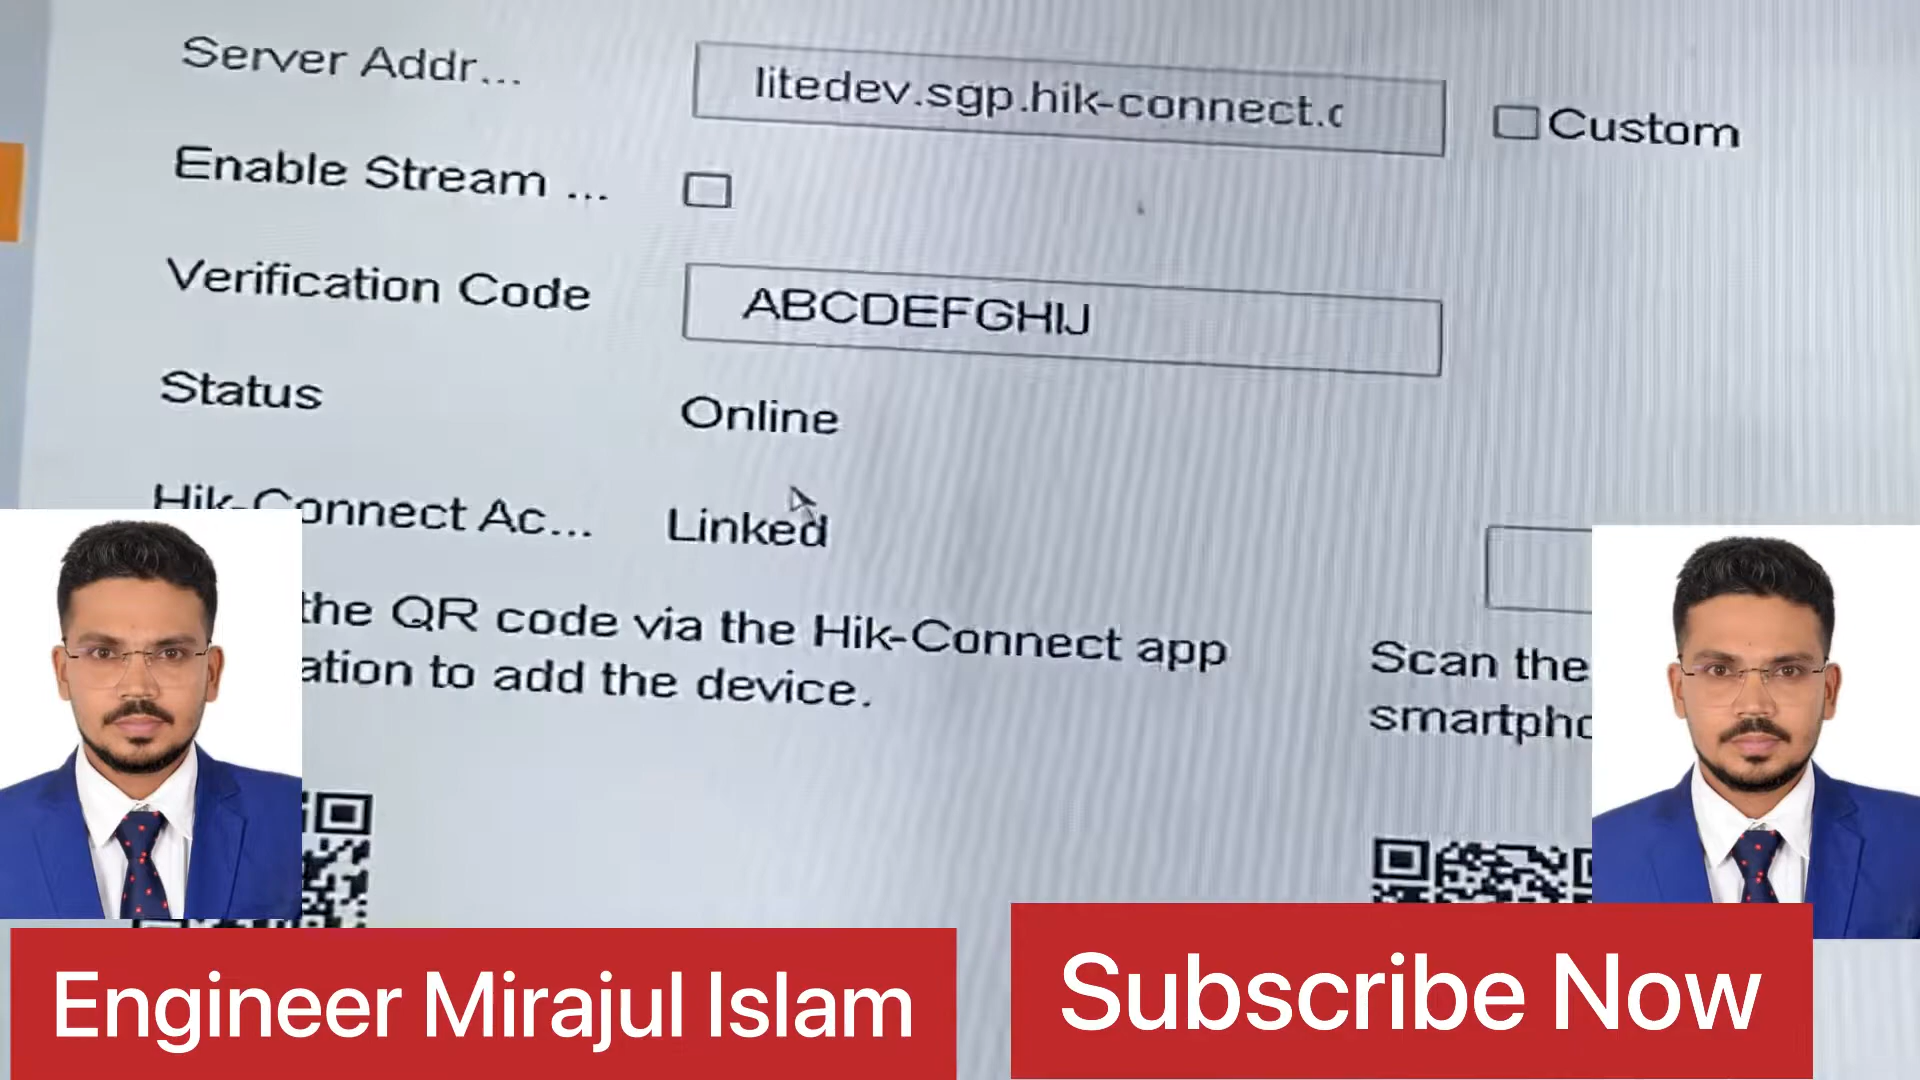 Server Addr...
litedev.sgp.hik-connect.c
Custom
Enable Stream ...
Verification Code
ABCDEFGHIJ
Status
Online
Hik-Connect Ac...
Linked
the QR code via the Hik-Connect app
ation to add the device.
Scan the
smartpho
Engineer Mirajul Islam
Subscribe Now